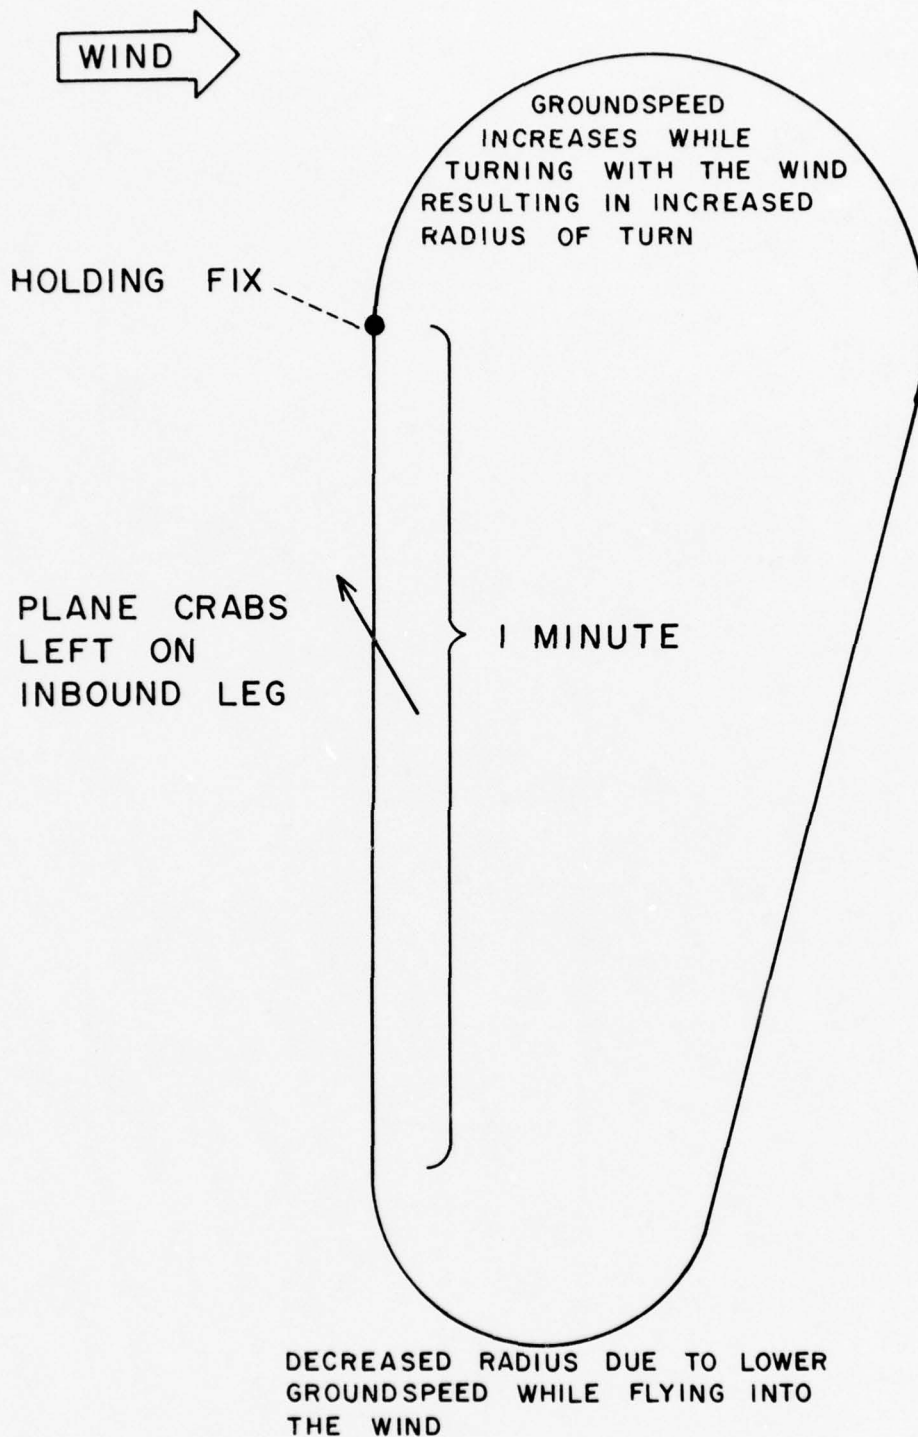 WIND
GROUNDSPEED
INCREASES WHILE
TURNING WITH THE WIND
RESULTING IN INCREASED
RADIUS OF TURN
HOLDING FIX
PLANE CRABS
LEFT ON
INBOUND LEG
1 MINUTE
DECREASED RADIUS DUE TO LOWER
GROUNDSPEED WHILE FLYING INTO
THE WIND